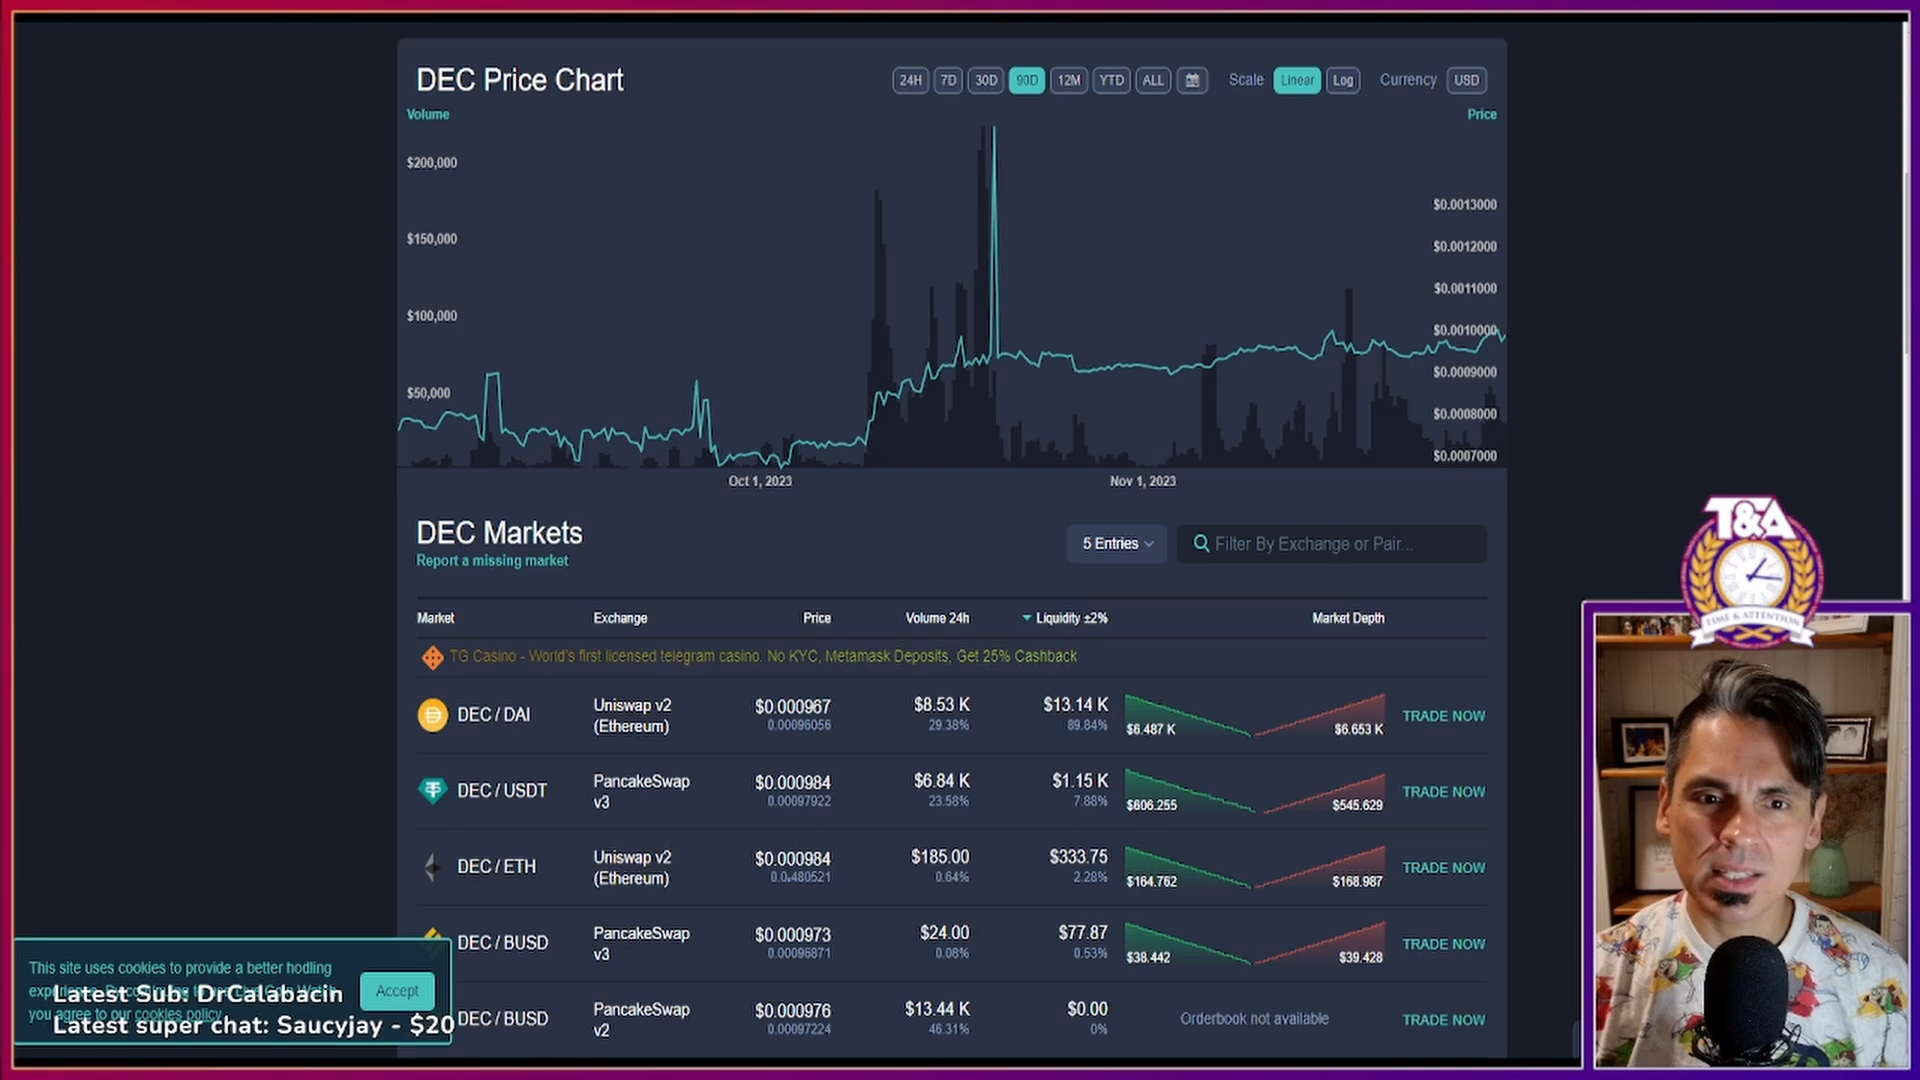 DEC Price Chart
24H 7D 30D 90D 12M YTD ALL Scale Linear Log Currency USD
Volume Price
$200,000
$150,000
$100,000
$50,000
$0.0013000
$0.0012000
$0.0011000
$0.0010000
$0.0009000
$0.0008000
$0.0007000
Oct 1, 2023 Nov 1, 2023
DEC Markets
Report a missing market
5 Entries Filter By Exchange or Pair...
Market Exchange Price Volume 24h Liquidity ±2% Market Depth
TG Casino - World's first licensed telegram casino. No KYC, Metamask Deposits, Get 25% Cashback
DEC / DAI Uniswap v2 (Ethereum) $0.000967 0.00096056 $8.53 K 29.38% $13.14 K 89.84% $6.487 K $6.653 K TRADE NOW
DEC / USDT PancakeSwap v3 $0.000984 0.00097922 $6.84 K 23.58% $1.15 K 7.88% $606.255 $545.629 TRADE NOW
DEC / ETH Uniswap v2 (Ethereum) $0.000984 0.0₆480521 $185.00 0.64% $333.75 2.28% $164.762 $168.987 TRADE NOW
DEC / BUSD PancakeSwap v3 $0.000973 0.00096871 $24.00 0.08% $77.87 0.53% $38.442 $39.428 TRADE NOW
DEC / BUSD PancakeSwap v2 $0.000976 0.00097224 $13.44 K 46.31% $0.00 0% Orderbook not available TRADE NOW
This site uses cookies to provide a better hodling
you agree to our cookies policy
Accept
Latest Sub: DrCalabacin
Latest super chat: Saucyjay - $20
T&A
TIME & ATTENTION